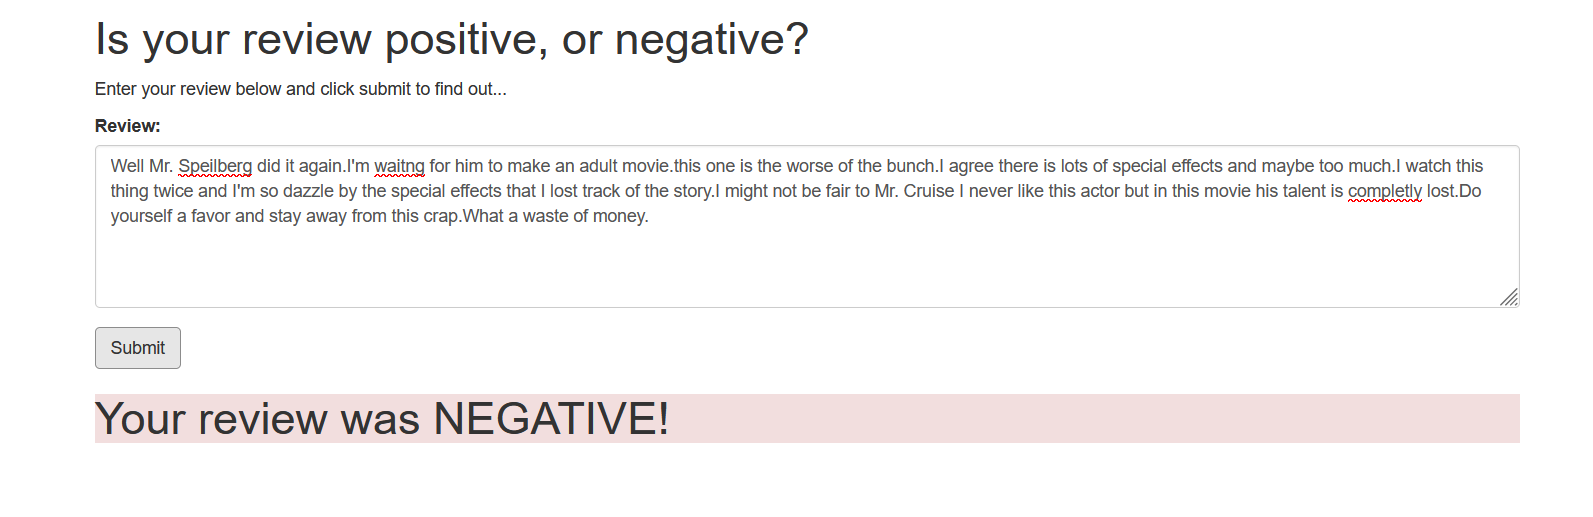 Is your review positive, or negative?
Enter your review below and click submit to find out...
Review:
Well Mr. Speilberg did it again.I'm waitng for him to make an adult movie.this one is the worse of the bunch.I agree there is lots of special effects and maybe too much.I watch this
thing twice and I'm so dazzle by the special effects that I lost track of the story.I might not be fair to Mr. Cruise I never like this actor but in this movie his talent is completly lost.Do
yourself a favor and stay away from this crap.What a waste of money.
Submit
Your review was NEGATIVE!